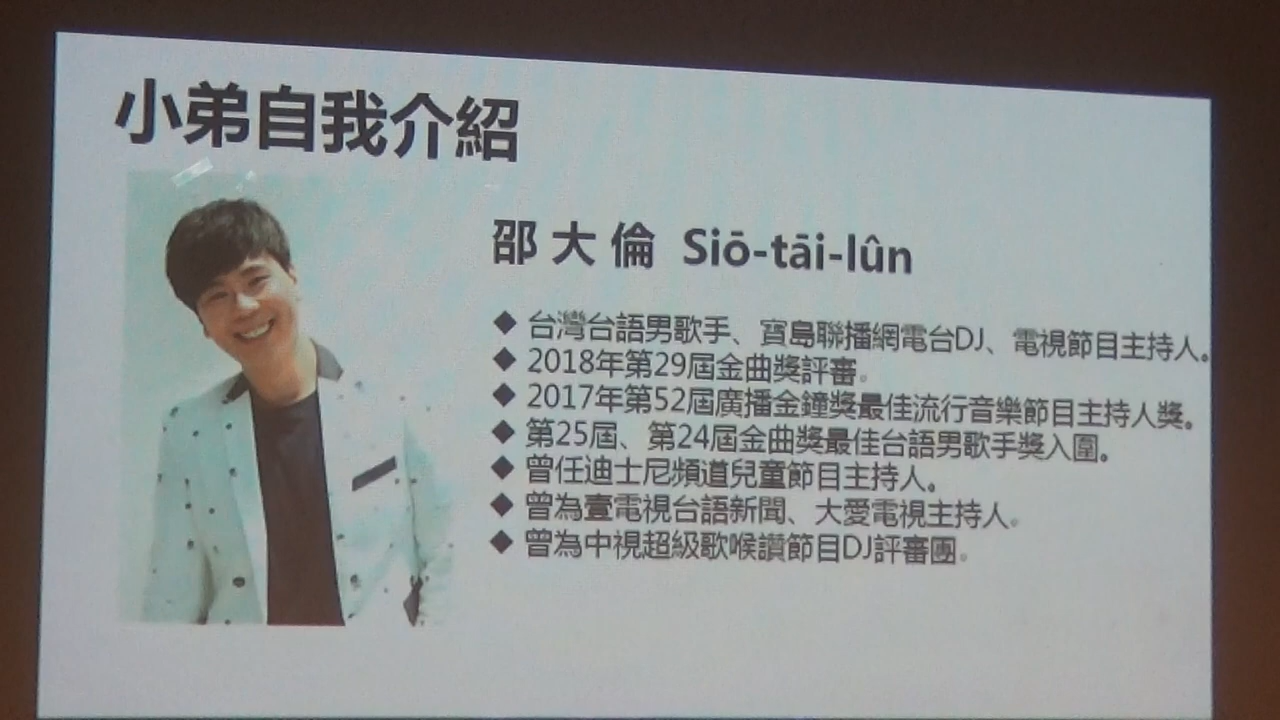 小弟自我介紹
邵大倫 Siō-tāi-lûn
◆ 台灣台語男歌手、寶島聯播網電台DJ、電視節目主持人。
◆ 2018年第29屆金曲獎評審。
◆ 2017年第52屆廣播金鐘獎最佳流行音樂節目主持人獎。
◆ 第25屆、第24屆金曲獎最佳台語男歌手獎入圍。
◆ 曾任迪士尼頻道兒童節目主持人。
◆ 曾為壹電視台語新聞、大愛電視主持人。
◆ 曾為中視超級歌喉讚節目DJ評審團。